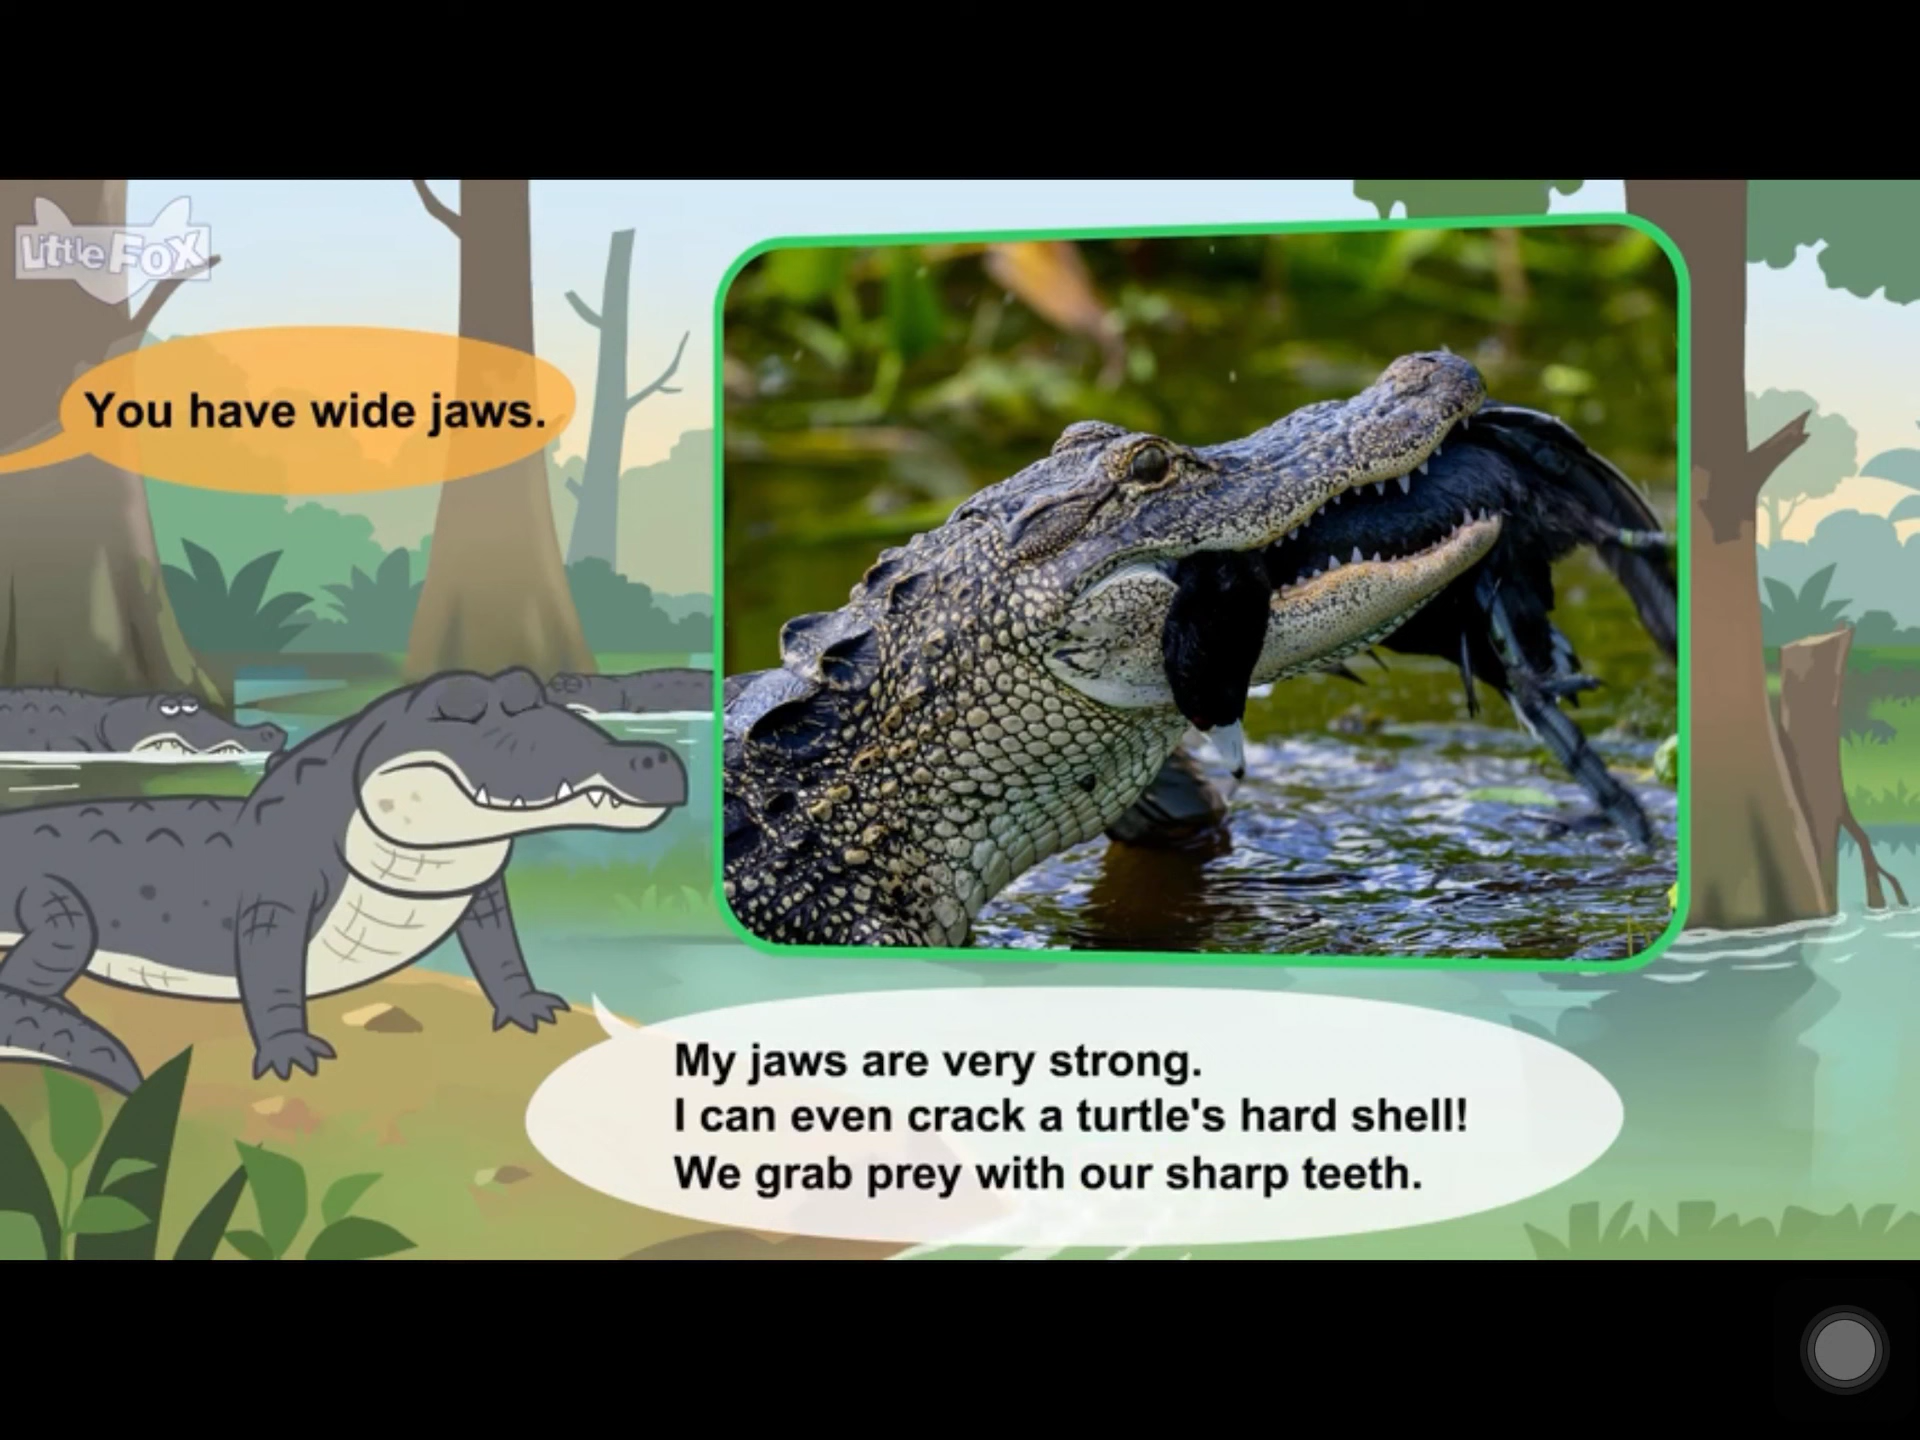 Little Fox
You have wide jaws.
My jaws are very strong.
I can even crack a turtle's hard shell!
We grab prey with our sharp teeth.